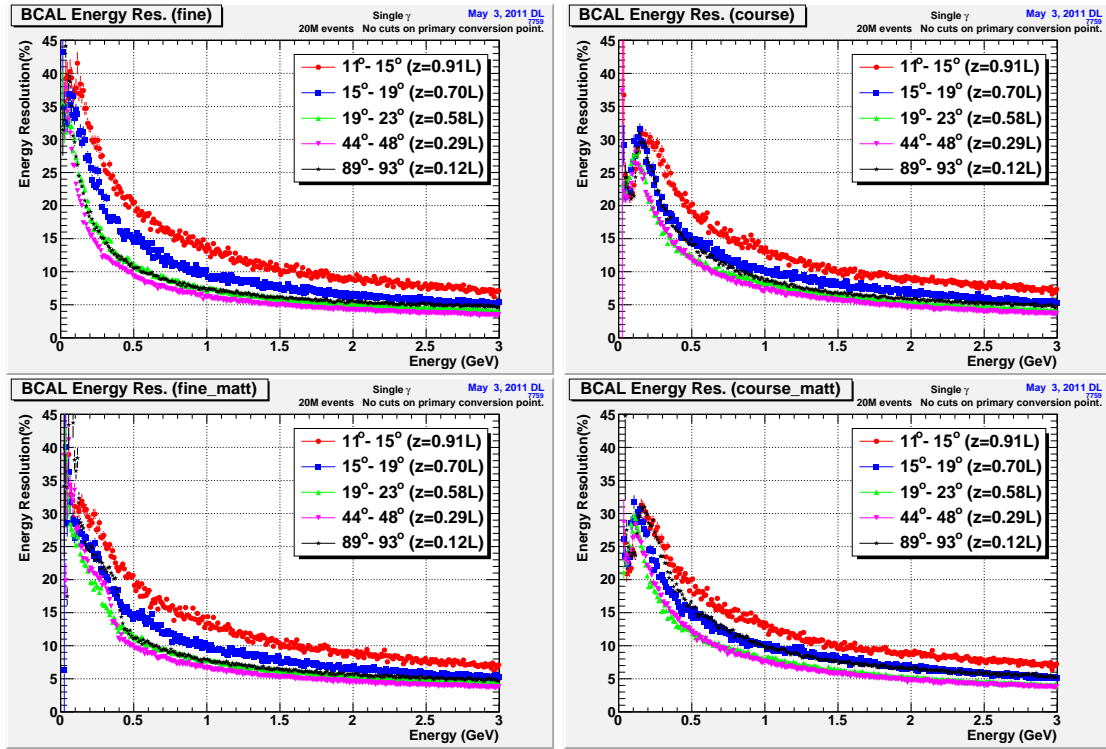 BCAL Energy Res. (fine)
Single γ
May 3, 2011 DL
7759
20M events No cuts on primary conversion point.
Energy Resolution(%)
45
40
35
30
25
20
15
10
5
0
11°- 15° (z=0.91L)
15°- 19° (z=0.70L)
19°- 23° (z=0.58L)
44°- 48° (z=0.29L)
89°- 93° (z=0.12L)
0 0.5 1 1.5 2 2.5 3
Energy (GeV)
BCAL Energy Res. (course)
Single γ
May 3, 2011 DL
7759
20M events No cuts on primary conversion point.
Energy Resolution(%)
45
40
35
30
25
20
15
10
5
0
11°- 15° (z=0.91L)
15°- 19° (z=0.70L)
19°- 23° (z=0.58L)
44°- 48° (z=0.29L)
89°- 93° (z=0.12L)
0 0.5 1 1.5 2 2.5 3
Energy (GeV)
BCAL Energy Res. (fine_matt)
Single γ
May 3, 2011 DL
7759
20M events No cuts on primary conversion point.
Energy Resolution(%)
45
40
35
30
25
20
15
10
5
0
11°- 15° (z=0.91L)
15°- 19° (z=0.70L)
19°- 23° (z=0.58L)
44°- 48° (z=0.29L)
89°- 93° (z=0.12L)
0 0.5 1 1.5 2 2.5 3
Energy (GeV)
BCAL Energy Res. (course_matt)
Single γ
May 3, 2011 DL
7759
20M events No cuts on primary conversion point.
Energy Resolution(%)
45
40
35
30
25
20
15
10
5
0
11°- 15° (z=0.91L)
15°- 19° (z=0.70L)
19°- 23° (z=0.58L)
44°- 48° (z=0.29L)
89°- 93° (z=0.12L)
0 0.5 1 1.5 2 2.5 3
Energy (GeV)